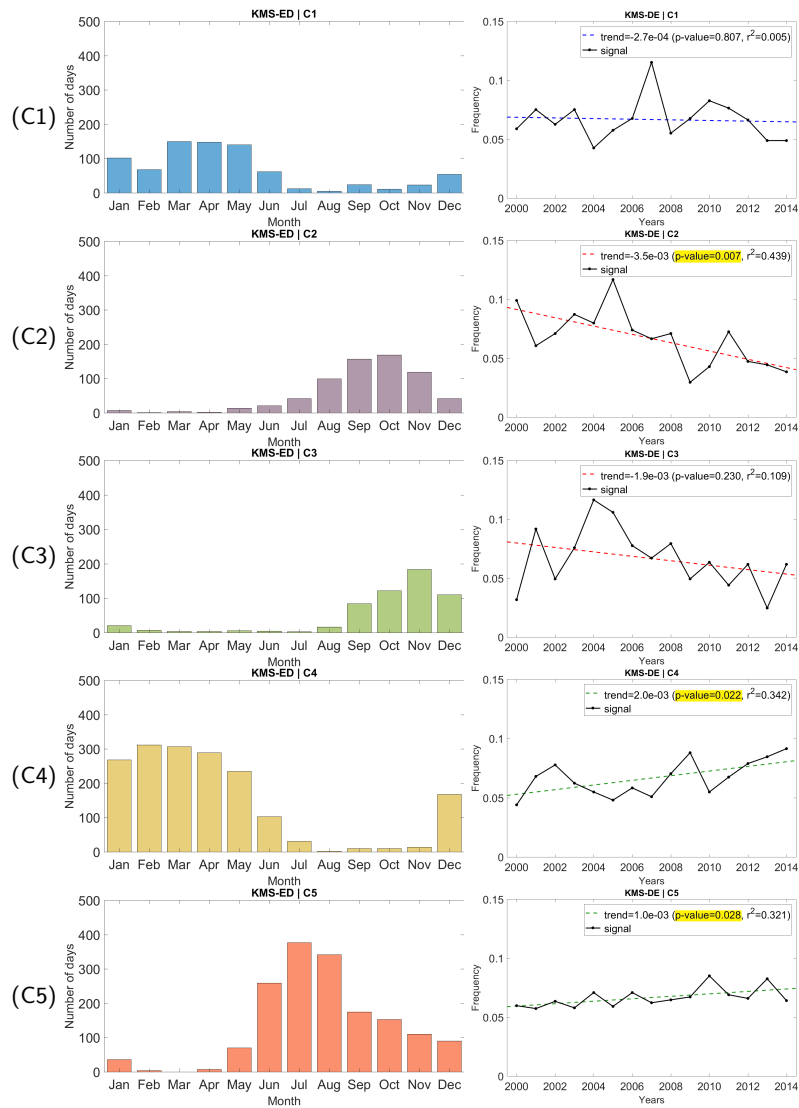 KMS-ED | C1
500
400
300
200
100
0
Number of days
(C1)
Jan Feb Mar Apr May Jun Jul Aug Sep Oct Nov Dec
Month
KMS-DE | C1
0.15
0.1
0.05
0
Frequency
trend=-2.7e-04 (p-value=0.807, r²=0.005)
signal
2000 2002 2004 2006 2008 2010 2012 2014
Years
KMS-ED | C2
500
400
300
200
100
0
Number of days
(C2)
Jan Feb Mar Apr May Jun Jul Aug Sep Oct Nov Dec
Month
KMS-DE | C2
0.15
0.1
0.05
0
Frequency
trend=-3.5e-03 (p-value=0.007, r²=0.439)
signal
2000 2002 2004 2006 2008 2010 2012 2014
Years
KMS-ED | C3
500
400
300
200
100
0
Number of days
(C3)
Jan Feb Mar Apr May Jun Jul Aug Sep Oct Nov Dec
Month
KMS-DE | C3
0.15
0.1
0.05
0
Frequency
trend=-1.9e-03 (p-value=0.230, r²=0.109)
signal
2000 2002 2004 2006 2008 2010 2012 2014
Years
KMS-ED | C4
500
400
300
200
100
0
Number of days
(C4)
Jan Feb Mar Apr May Jun Jul Aug Sep Oct Nov Dec
Month
KMS-DE | C4
0.15
0.1
0.05
0
Frequency
trend=2.0e-03 (p-value=0.022, r²=0.342)
signal
2000 2002 2004 2006 2008 2010 2012 2014
Years
KMS-ED | C5
500
400
300
200
100
0
Number of days
(C5)
Jan Feb Mar Apr May Jun Jul Aug Sep Oct Nov Dec
Month
KMS-DE | C5
0.15
0.1
0.05
0
Frequency
trend=1.0e-03 (p-value=0.028, r²=0.321)
signal
2000 2002 2004 2006 2008 2010 2012 2014
Years